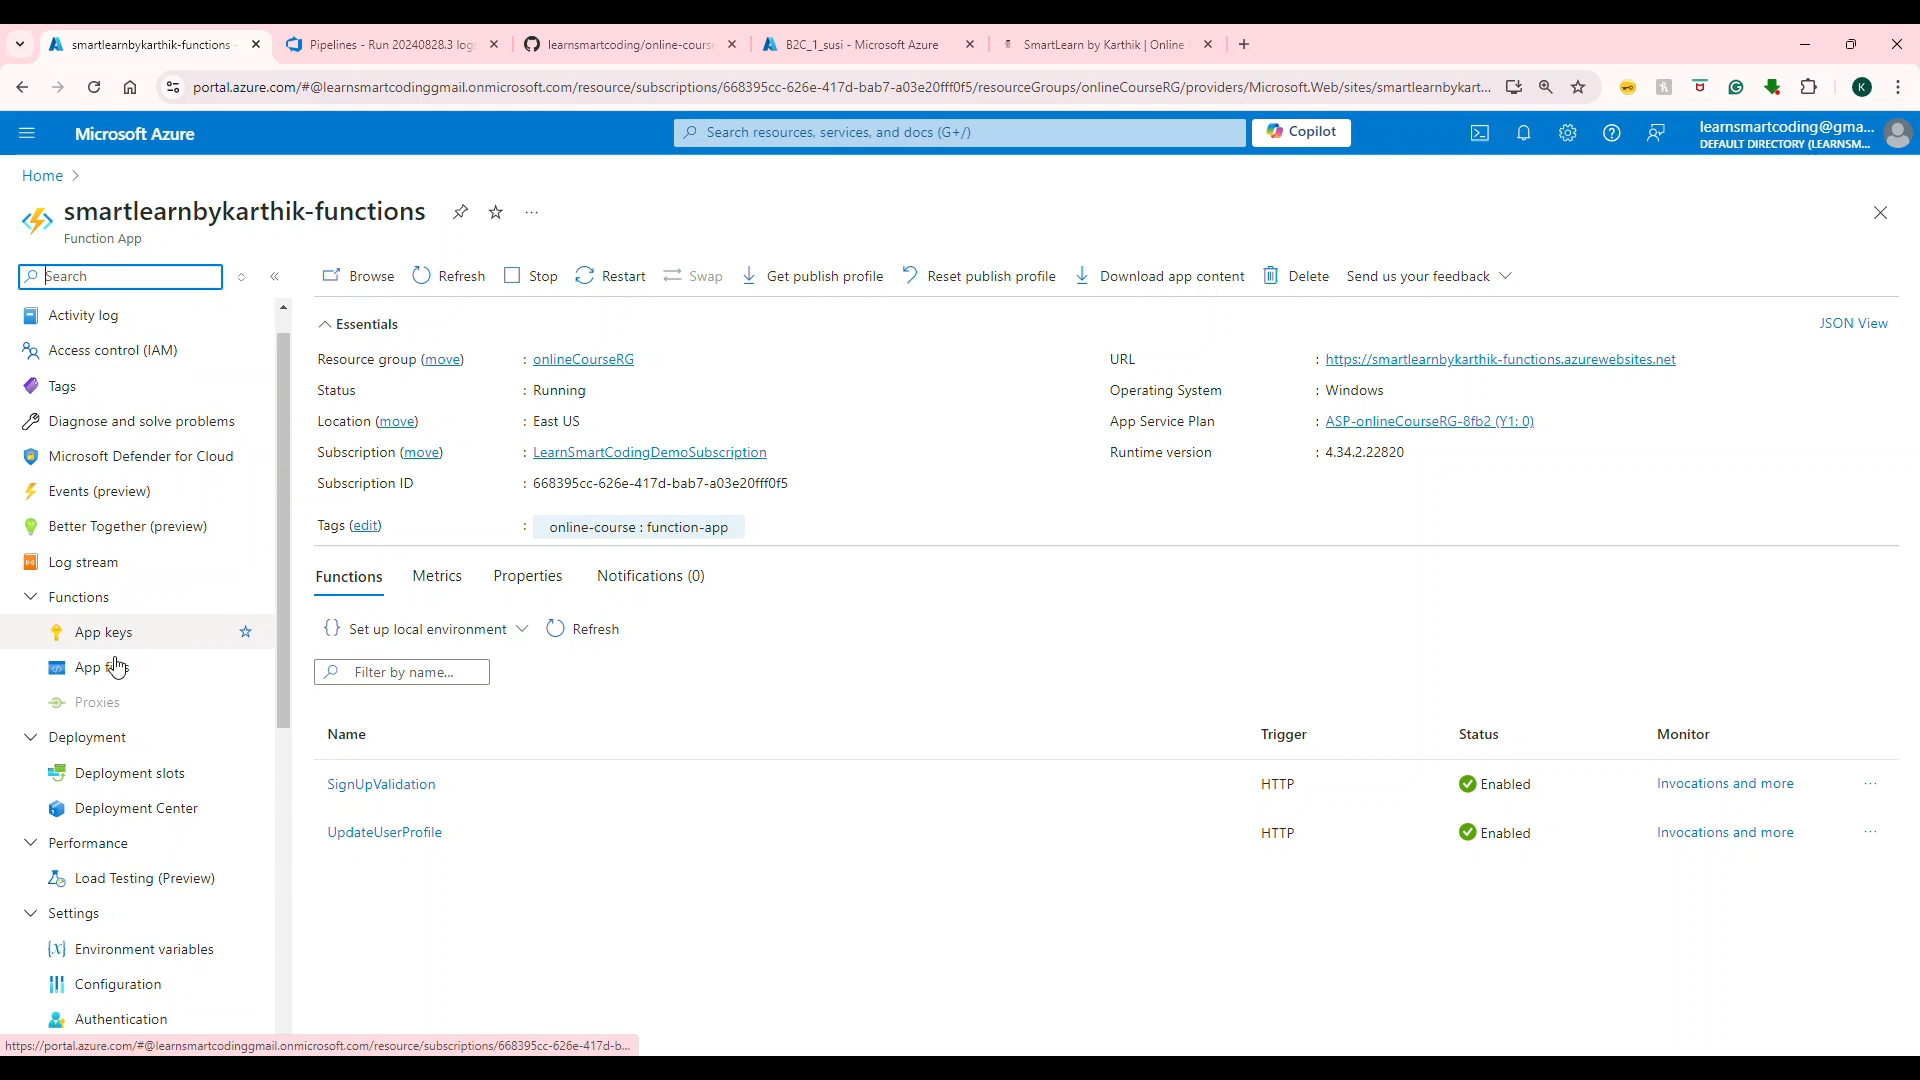 smartlearnbykarthik-functions -
Pipelines - Run 20240828.3 log
learnsmartcoding/online-cours
B2C_1_susi - Microsoft Azure
SmartLearn by Karthik | Online
portal.azure.com/#@learnsmartcodinggmail.onmicrosoft.com/resource/subscriptions/668395cc-626e-417d-bab7-a03e20fff0f5/resourceGroups/onlineCourseRG/providers/Microsoft.Web/sites/smartlearnbykart...
K
Microsoft Azure
Search resources, services, and docs (G+/)
Copilot
learnsmartcoding@gma...
DEFAULT DIRECTORY (LEARNSM...
Home >
smartlearnbykarthik-functions
Function App
Search
Browse
Refresh
Stop
Restart
Swap
Get publish profile
Reset publish profile
Download app content
Delete
Send us your feedback
Activity log
Access control (IAM)
Tags
Diagnose and solve problems
Microsoft Defender for Cloud
Events (preview)
Better Together (preview)
Log stream
Functions
App keys
App
Proxies
Deployment
Deployment slots
Deployment Center
Performance
Load Testing (Preview)
Settings
Environment variables
Configuration
Authentication
Essentials
JSON View
Resource group (move) : onlineCourseRG
Status : Running
Location (move) : East US
Subscription (move) : LearnSmartCodingDemoSubscription
Subscription ID : 668395cc-626e-417d-bab7-a03e20fff0f5
Tags (edit) : online-course : function-app
URL : https://smartlearnbykarthik-functions.azurewebsites.net
Operating System : Windows
App Service Plan : ASP-onlineCourseRG-8fb2 (Y1: 0)
Runtime version : 4.34.2.22820
Functions
Metrics
Properties
Notifications (0)
Set up local environment
Refresh
Filter by name...
Name Trigger Status Monitor
SignUpValidation HTTP Enabled Invocations and more
UpdateUserProfile HTTP Enabled Invocations and more
https://portal.azure.com/#@learnsmartcodinggmail.onmicrosoft.com/resource/subscriptions/668395cc-626e-417d-b...